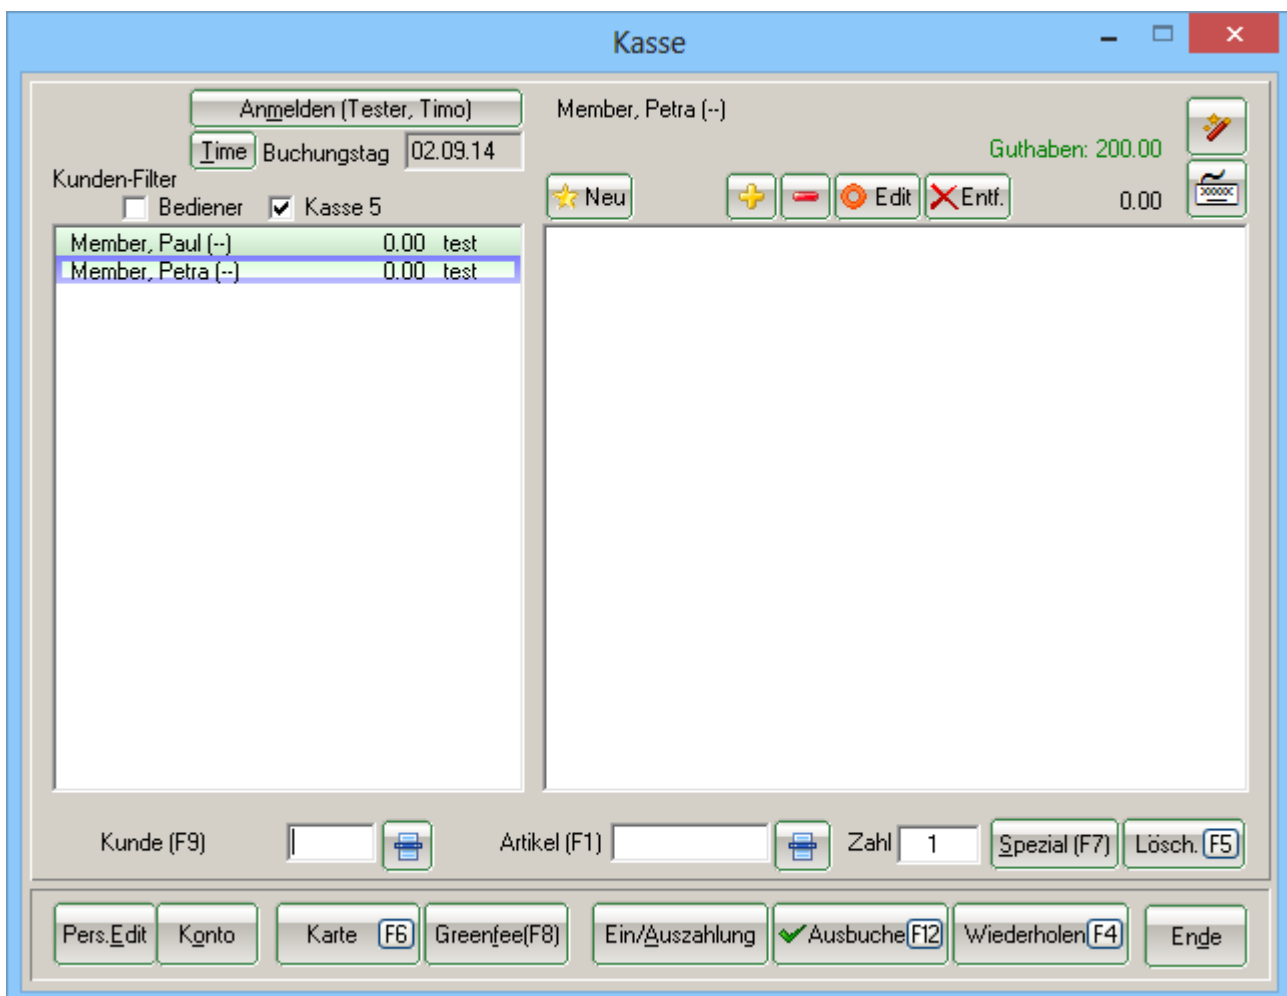 Kasse
Anmelden (Tester, Timo)
Member, Petra (--)
Time Buchungstag 02.09.14
Guthaben: 200.00
Kunden-Filter
Bediener Kasse 5
Neu Edit Entf. 0.00
Member, Paul (--) 0.00 test
Member, Petra (--) 0.00 test
Kunde (F9) Artikel (F1) Zahl 1 Spezial (F7) Lösch. F5
Pers.Edit Konto Karte F6 Greenfee(F8) Ein/Auszahlung Ausbuche F12 Wiederholen F4 Ende